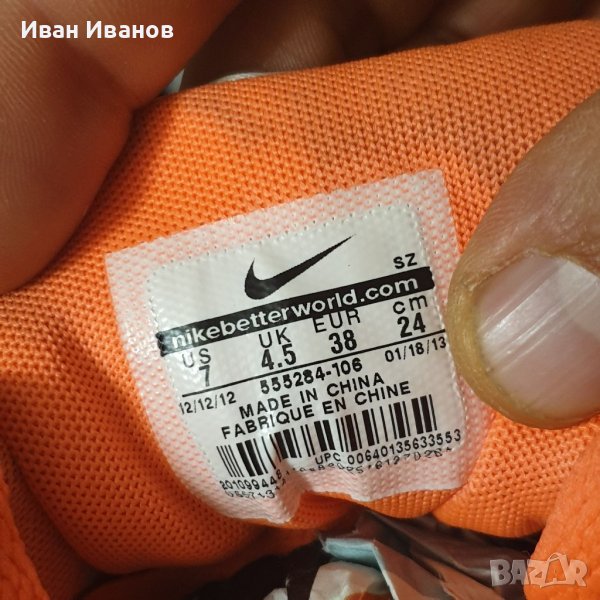 Иван Иванов
SZ
nikebetterworld.com
US UK EUR cm
7 4.5 38 24
12/12/12 555284-106 01/18/13
MADE IN CHINA
FABRIQUE EN CHINE
UPC 00640135633553
BAZAR